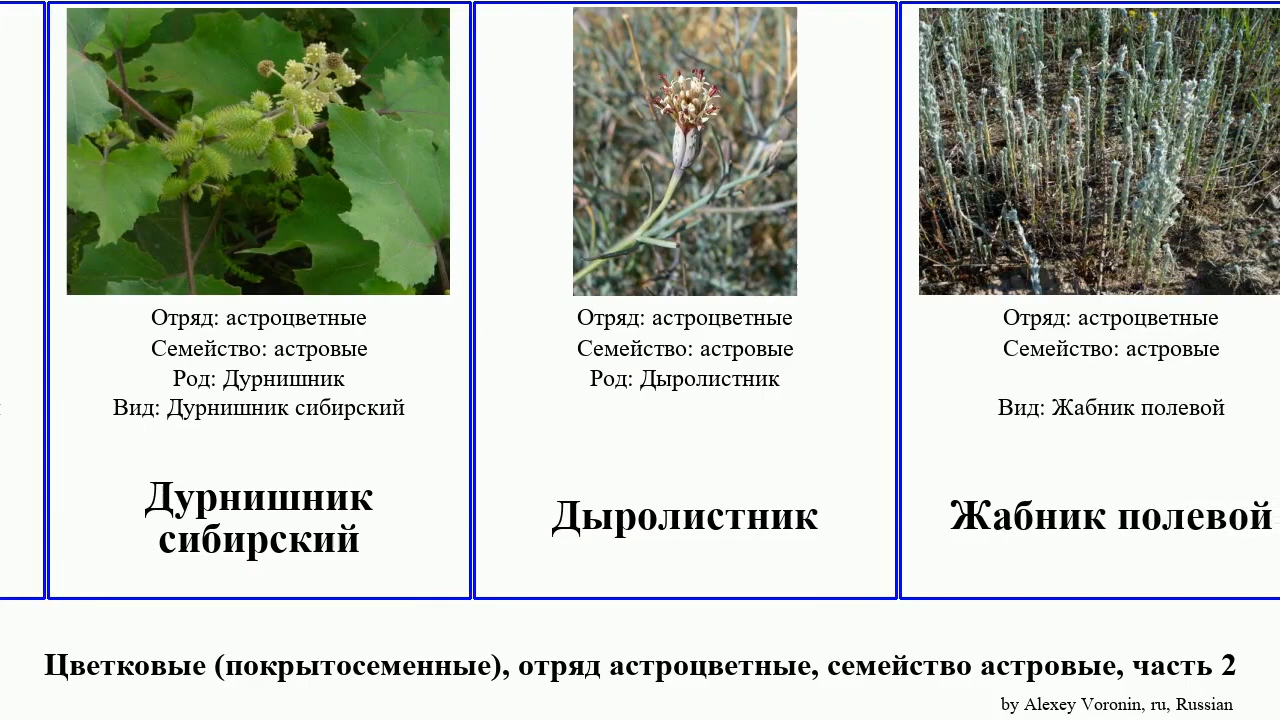 Отряд: астроцветные
Семейство: астровые
Род: Дурнишник
Вид: Дурнишник сибирский
Дурнишник
сибирский
Отряд: астроцветные
Семейство: астровые
Род: Дыролистник
Дыролистник
Отряд: астроцветные
Семейство: астровые
Вид: Жабник полевой
Жабник полевой
Цветковые (покрытосеменные), отряд астроцветные, семейство астровые, часть 2
by Alexey Voronin, ru, Russian